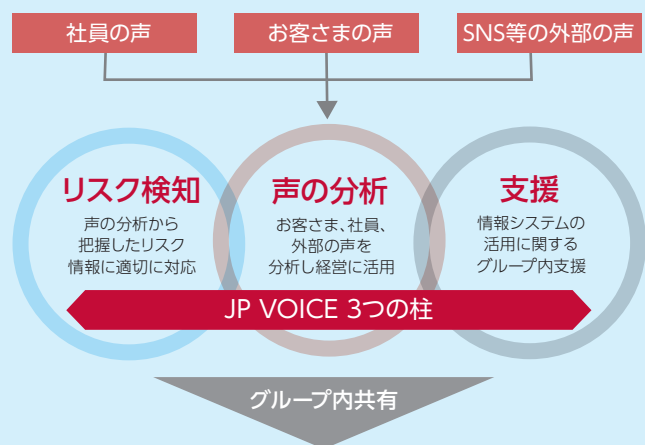 社員の声
お客さまの声
SNS等の外部の声
リスク検知
声の分析から
把握したリスク
情報に適切に対応
声の分析
お客さま、社員、
外部の声を
分析し経営に活用
支援
情報システムの
活用に関する
グループ内支援
JP VOICE 3つの柱
グループ内共有